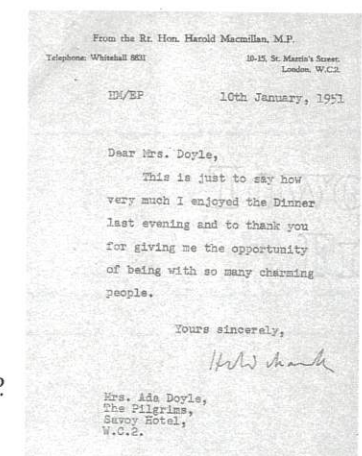 From the Rt. Hon. Harold Macmillan, M.P.
Telephone: Whitehall 8631
10-15, St. Martin's Street,
London, W.C.2.
HM/EP
10th January, 1951
Dear Mrs. Doyle,
This is just to say how
very much I enjoyed the Dinner
last evening and to thank you
for giving me the opportunity
of being with so many charming
people.
Yours sincerely,
Mrs. Ada Doyle,
The Pilgrims,
Savoy Hotel,
W.C.2.